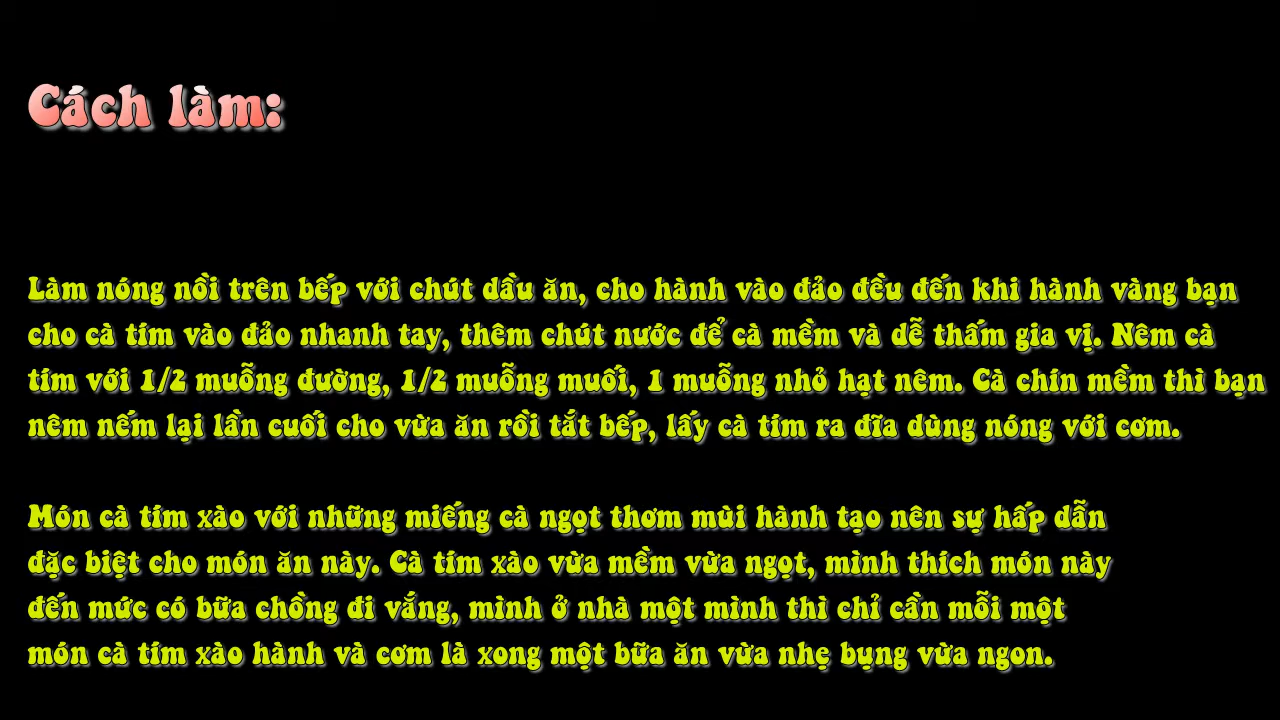 Cách làm:
Làm nóng nồi trên bếp với chút dầu ăn, cho hành vào đảo đều đến khi hành vàng bạn
cho cà tím vào đảo nhanh tay, thêm chút nước để cà mềm và dễ thấm gia vị. Nêm cà
tím với 1/2 muỗng đường, 1/2 muỗng muối, 1 muỗng nhỏ hạt nêm. Cà chín mềm thì bạn
nêm nếm lại lần cuối cho vừa ăn rồi tắt bếp, lấy cà tím ra đĩa dùng nóng với cơm.
Món cà tím xào với những miếng cà ngọt thơm mùi hành tạo nên sự hấp dẫn
đặc biệt cho món ăn này. Cà tím xào vừa mềm vừa ngọt, mình thích món này
đến mức có bữa chồng đi vắng, mình ở nhà một mình thì chỉ cần mỗi một
món cà tím xào hành và cơm là xong một bữa ăn vừa nhẹ bụng vừa ngon.